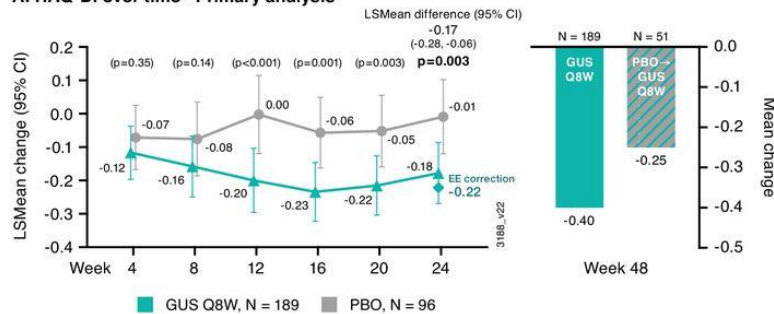 A. HAQ-DI over time—Primary analysis
LSMean difference (95% CI)
-0.17
(-0.28, -0.06)
(p=0.35) (p=0.14) (p<0.001) (p=0.001) (p=0.003) p=0.003
LSMean change (95% CI)
0.2
0.1
0.0
-0.1
-0.2
-0.3
-0.4
-0.07
-0.08
0.00
-0.06
-0.05
-0.01
-0.12
-0.16
-0.20
-0.23
-0.22
-0.18
EE correction
-0.22
3188_v22
Week 4 8 12 16 20 24
GUS Q8W, N = 189 PBO, N = 96
N = 189 N = 51
GUS
Q8W
PBO→
GUS
Q8W
-0.40
-0.25
0.0
-0.1
-0.2
-0.3
-0.4
-0.5
Mean change
Week 48